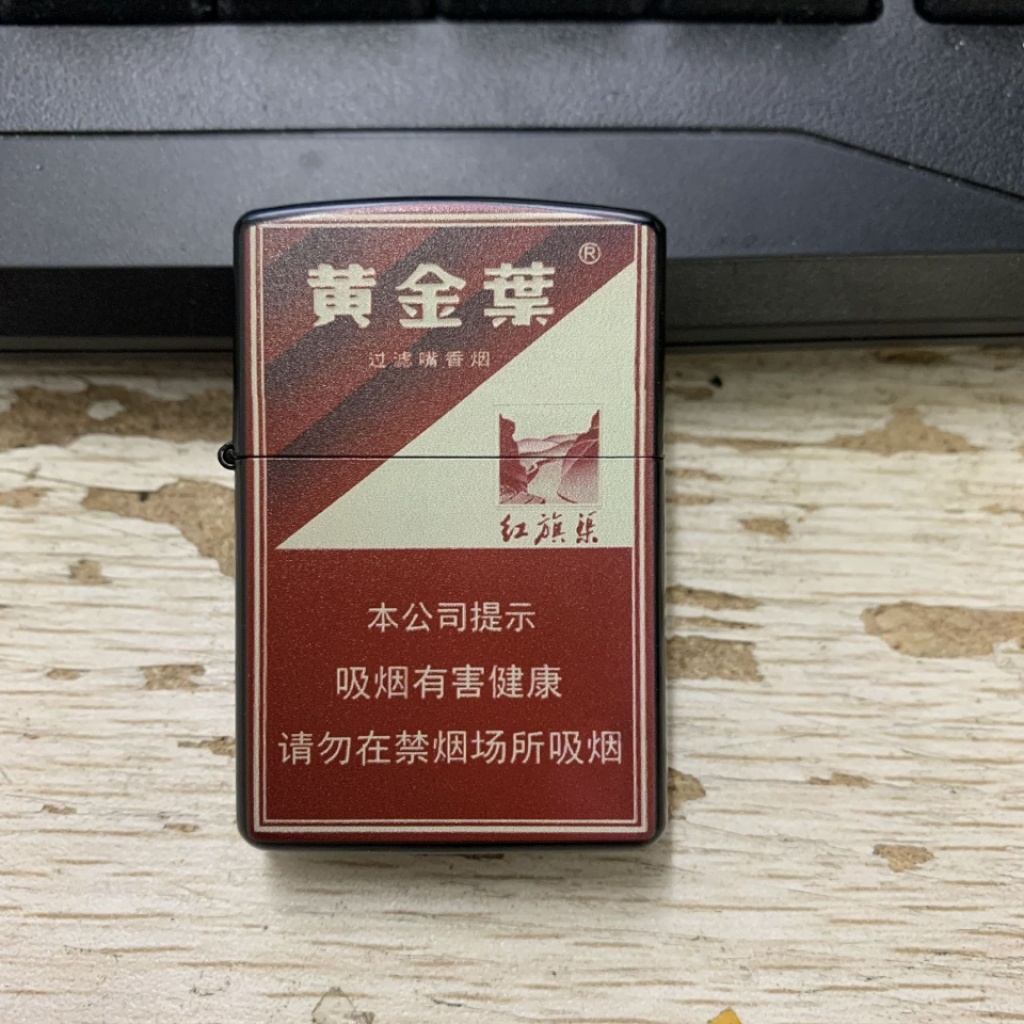 黄金葉®
过滤嘴香烟
红旗渠
本公司提示
吸烟有害健康
请勿在禁烟场所吸烟